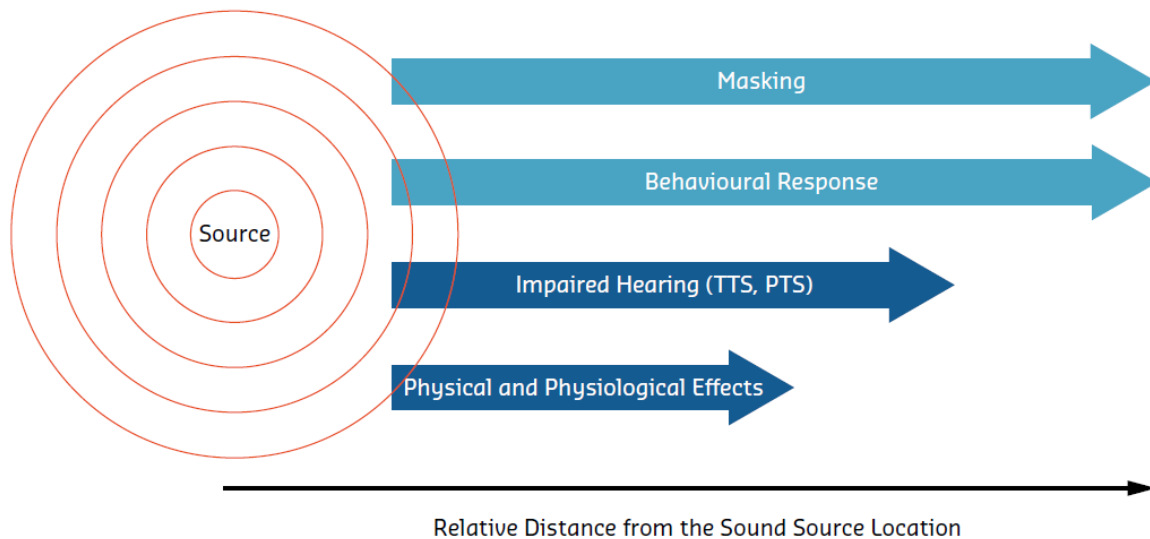 Masking
Behavioural Response
Source
Impaired Hearing (TTS, PTS)
Physical and Physiological Effects
Relative Distance from the Sound Source Location